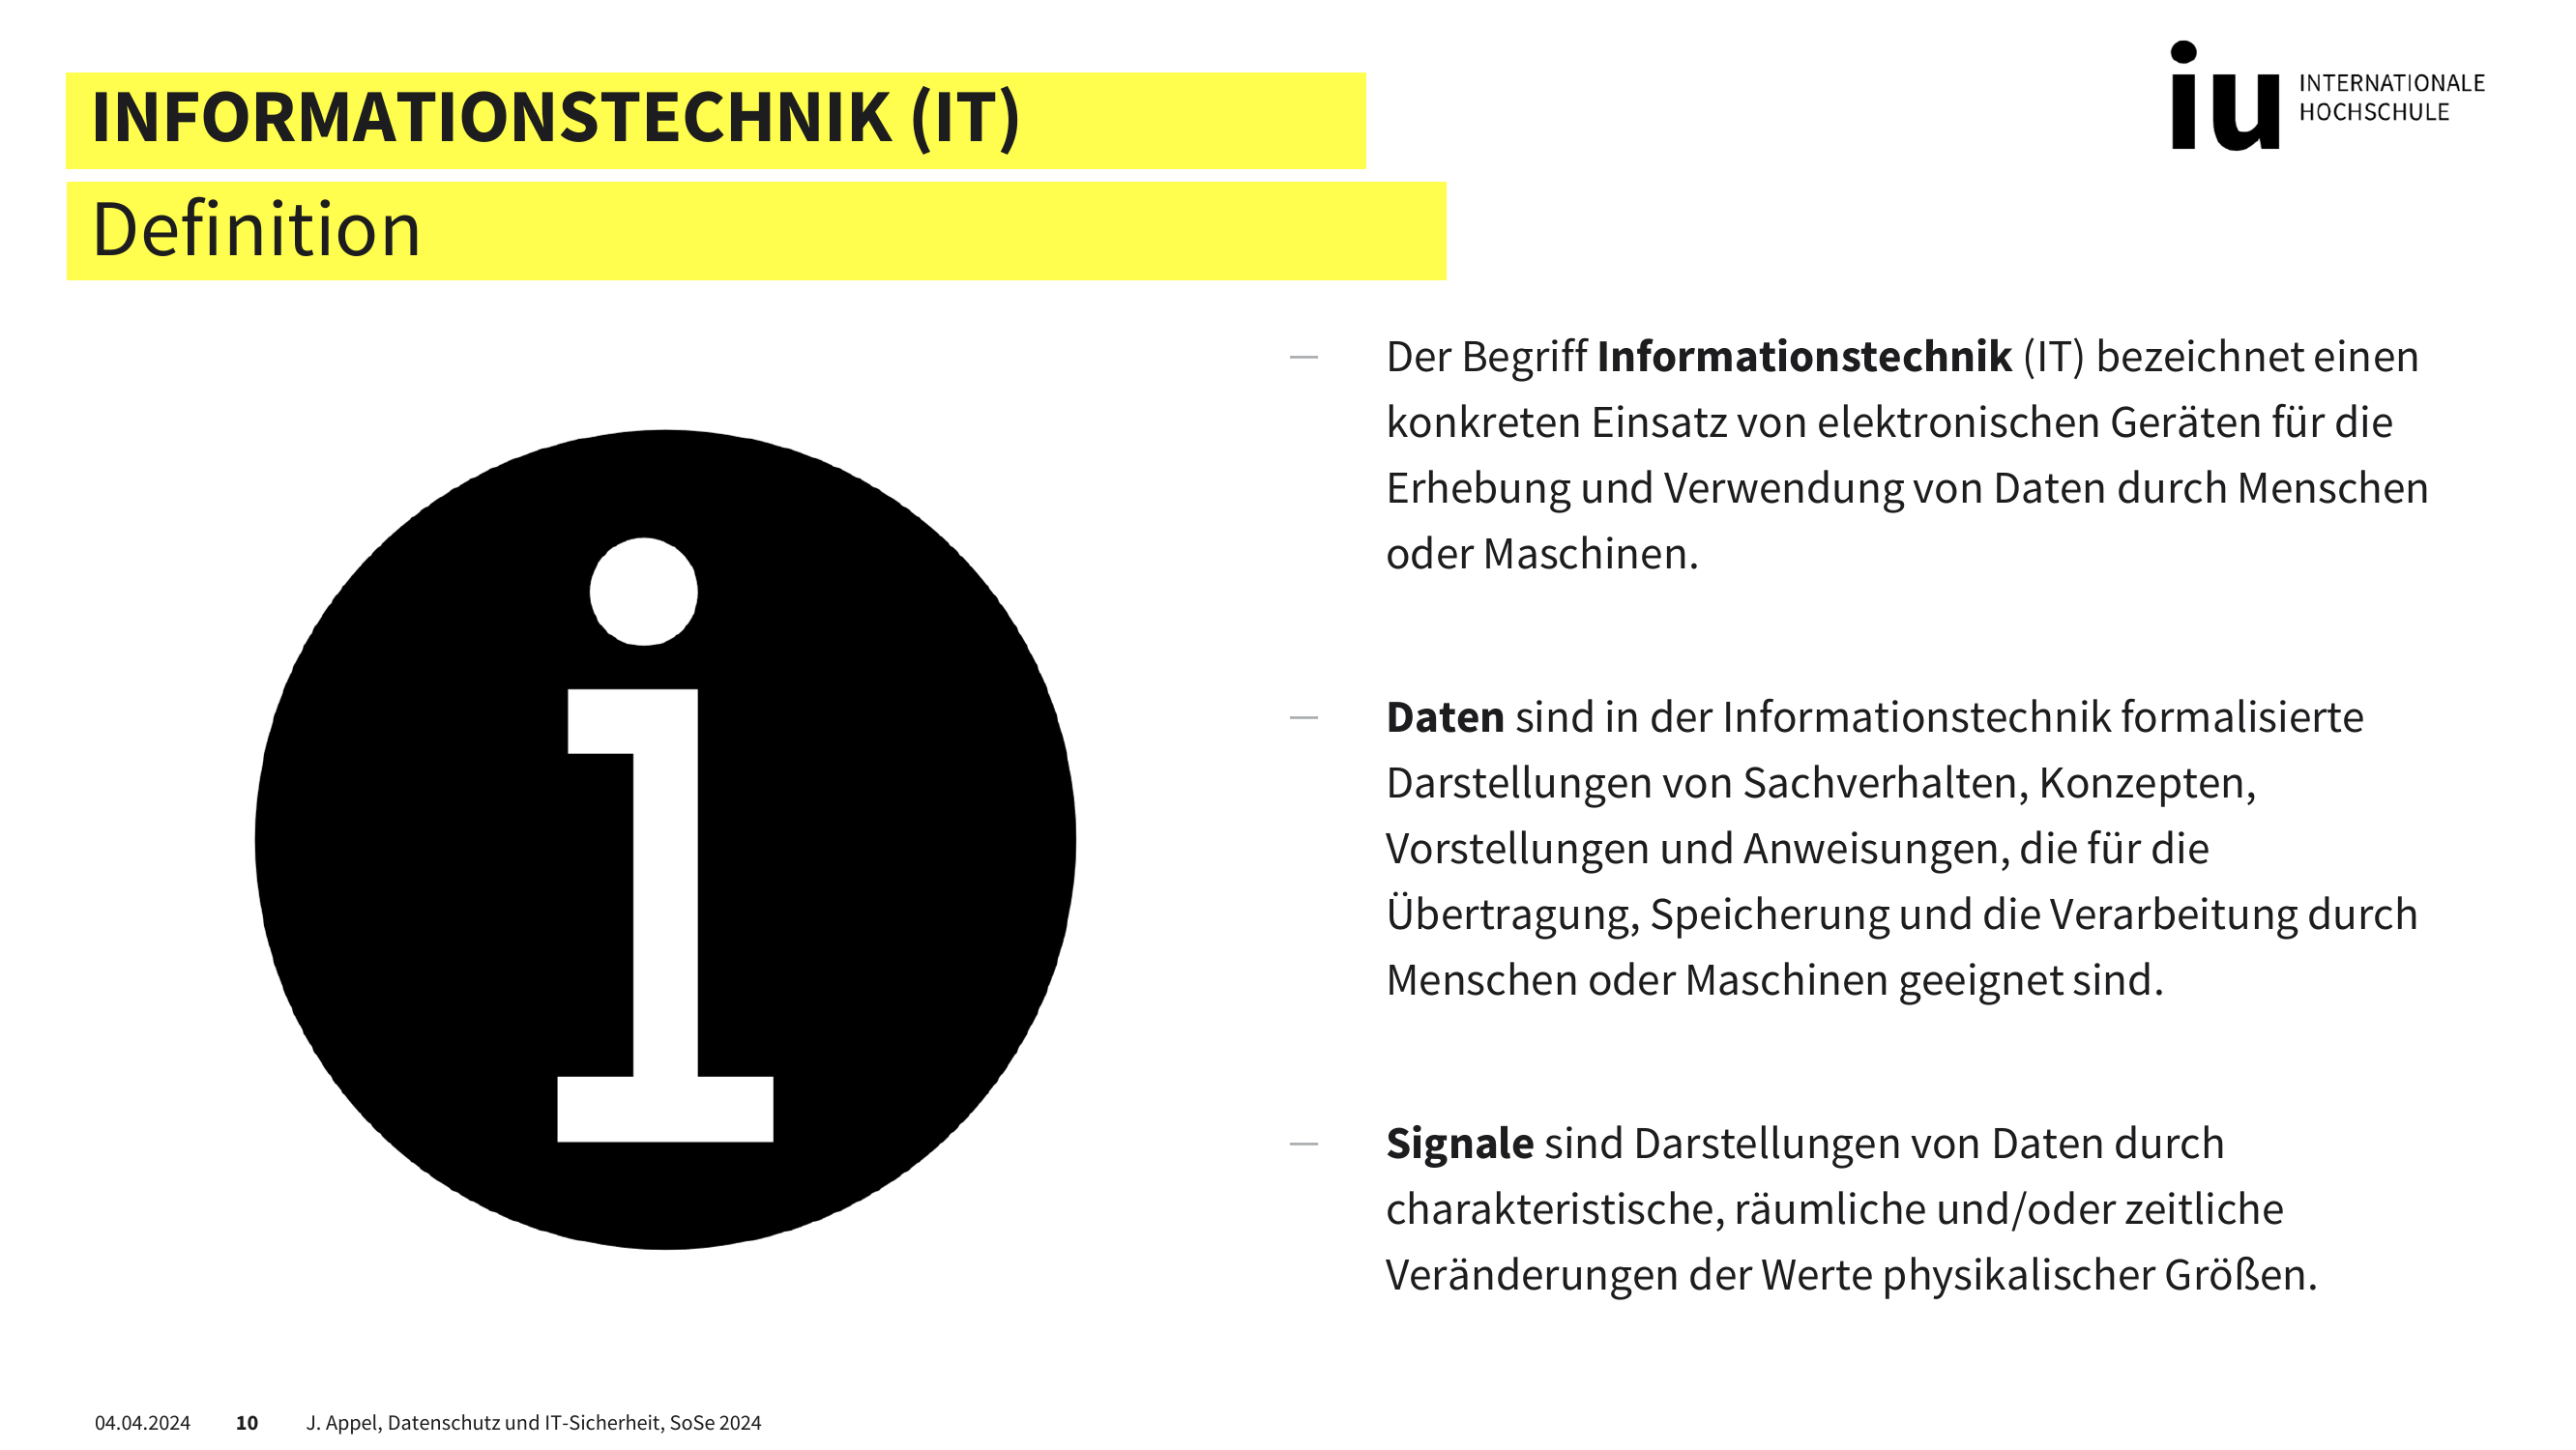 INFORMATIONSTECHNIK (IT)
Definition
iu INTERNATIONALE
HOCHSCHULE
i
— Der Begriff Informationstechnik (IT) bezeichnet einen
konkreten Einsatz von elektronischen Geräten für die
Erhebung und Verwendung von Daten durch Menschen
oder Maschinen.
— Daten sind in der Informationstechnik formalisierte
Darstellungen von Sachverhalten, Konzepten,
Vorstellungen und Anweisungen, die für die
Übertragung, Speicherung und die Verarbeitung durch
Menschen oder Maschinen geeignet sind.
— Signale sind Darstellungen von Daten durch
charakteristische, räumliche und/oder zeitliche
Veränderungen der Werte physikalischer Größen.
04.04.2024 10 J. Appel, Datenschutz und IT-Sicherheit, SoSe 2024